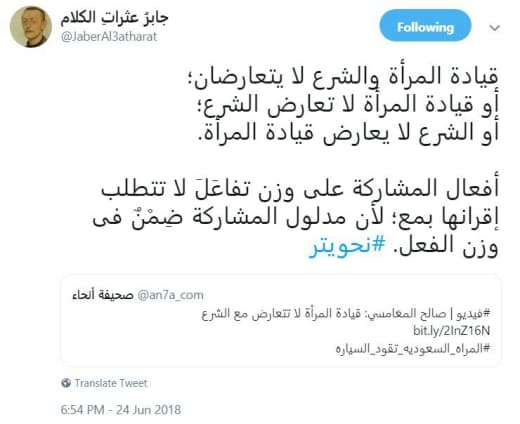 جابرُ عثراتِ الكلام
@JaberAl3atharat
Following
قيادة المرأة والشرع لا يتعارضان؛
أو قيادة المرأة لا تعارض الشرع؛
أو الشرع لا يعارض قيادة المرأة.
أفعال المشاركة على وزن تفاعَلَ لا تتطلب
إقرانها بمع؛ لأن مدلول المشاركة ضِمْنٌ فى
وزن الفعل. #نحويتر
صحيفة أنحاء @an7a_com
#فيديو | صالح المغامسي: قيادة المرأة لا تتعارض مع الشرع
bit.ly/2InZ16N
#المراه_السعوديه_تقود_السياره
Translate Tweet
6:54 PM - 24 Jun 2018